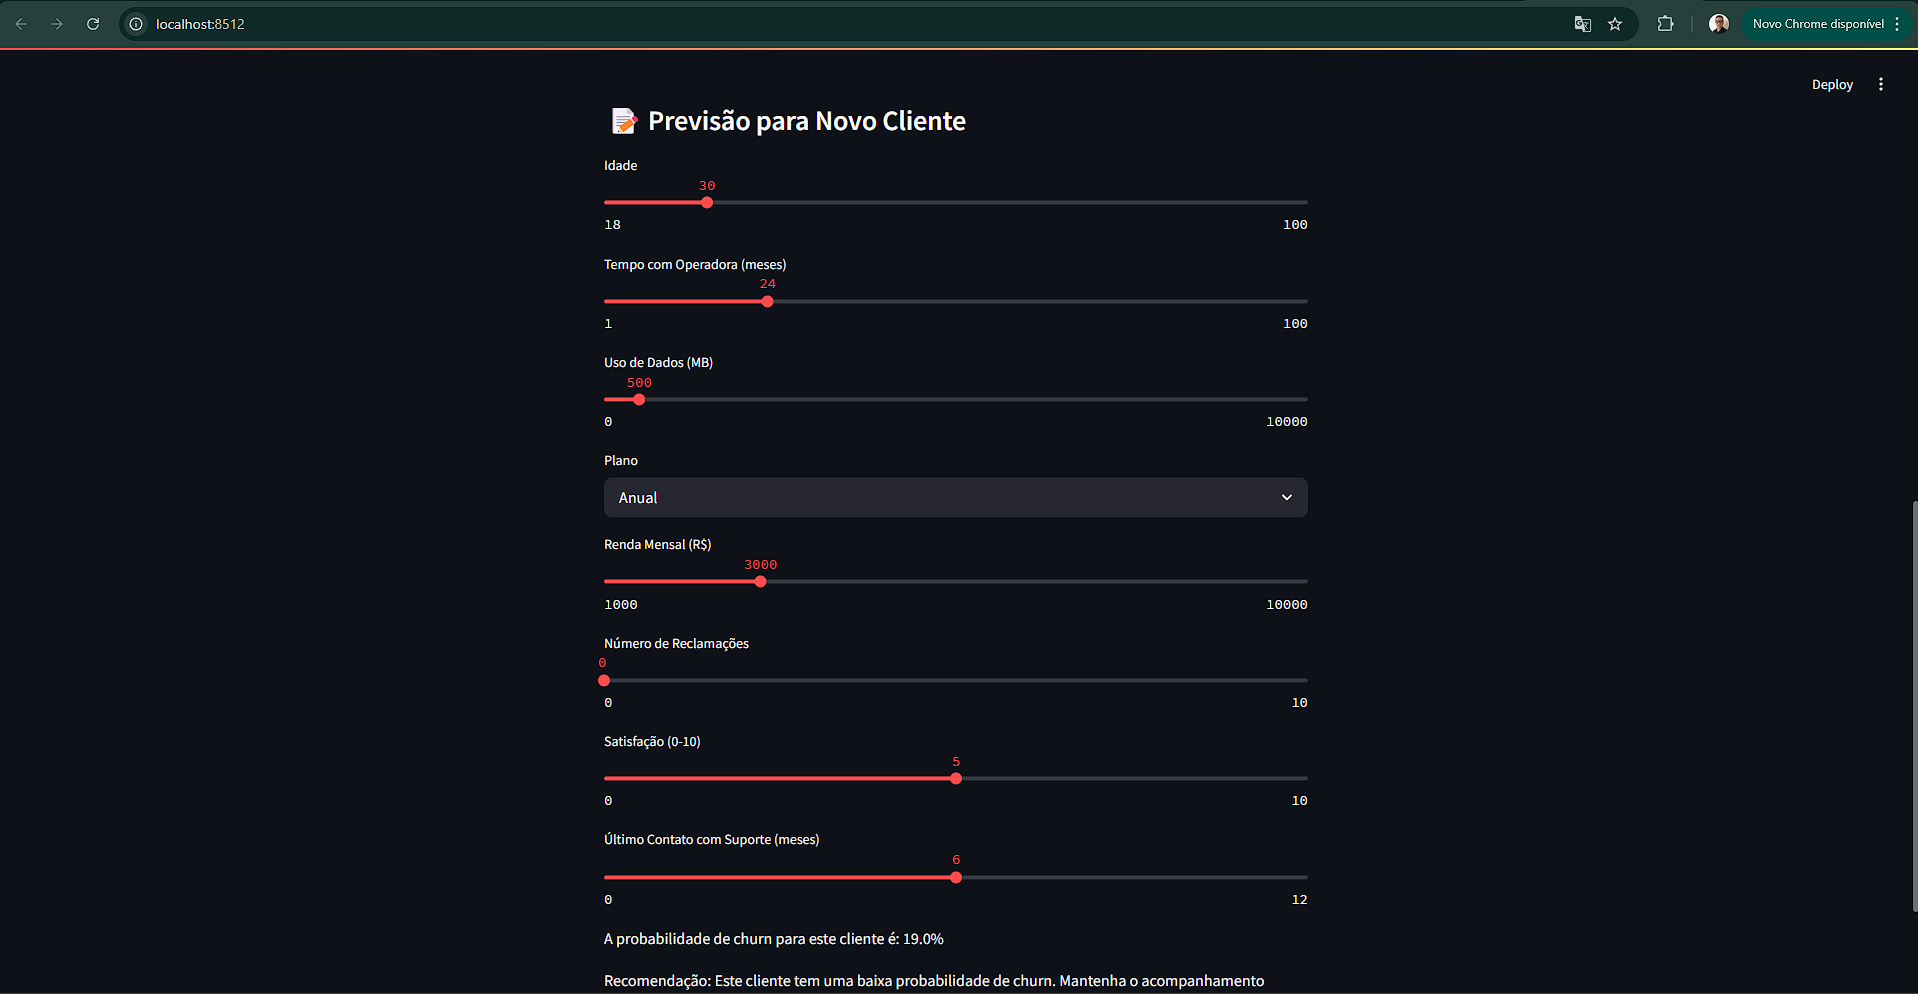 localhost:8512
Novo Chrome disponível
Deploy
Previsão para Novo Cliente
Idade
30
18 100
Tempo com Operadora (meses)
24
1 100
Uso de Dados (MB)
500
0 10000
Plano
Anual
Renda Mensal (R$)
3000
1000 10000
Número de Reclamações
0
0 10
Satisfação (0-10)
5
0 10
Último Contato com Suporte (meses)
6
0 12
A probabilidade de churn para este cliente é: 19.0%
Recomendação: Este cliente tem uma baixa probabilidade de churn. Mantenha o acompanhamento